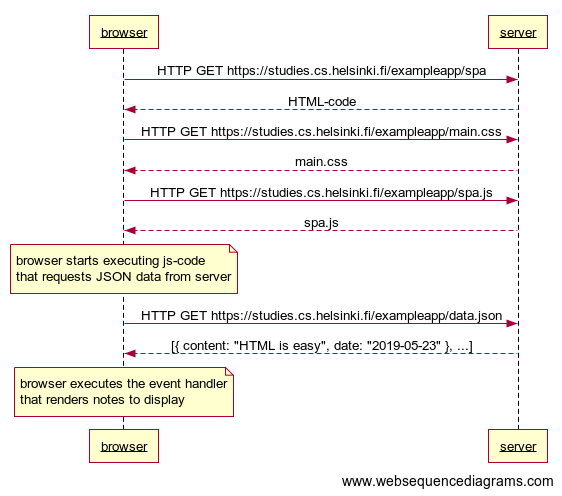 browser
server
HTTP GET https://studies.cs.helsinki.fi/exampleapp/spa
HTML-code
HTTP GET https://studies.cs.helsinki.fi/exampleapp/main.css
main.css
HTTP GET https://studies.cs.helsinki.fi/exampleapp/spa.js
spa.js
browser starts executing js-code
that requests JSON data from server
HTTP GET https://studies.cs.helsinki.fi/exampleapp/data.json
[{ content: "HTML is easy", date: "2019-05-23" }, ...]
browser executes the event handler
that renders notes to display
browser
server
www.websequencediagrams.com